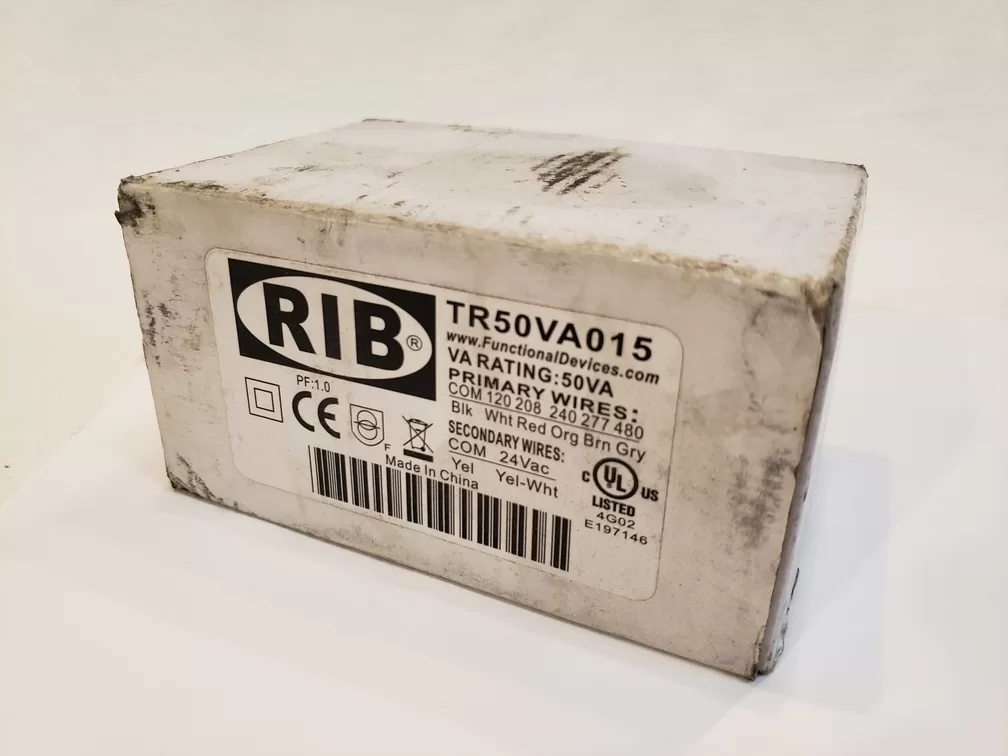 RIB®
TR50VA015
www.FunctionalDevices.com
VA RATING:50VA
PRIMARY WIRES:
COM 120 208 240 277 480
Blk Wht Red Org Brn Gry
SECONDARY WIRES:
COM 24Vac
Yel Yel-Wht
PF:1.0
CE
F
Made In China
C UL US
LISTED
4G02
E197146